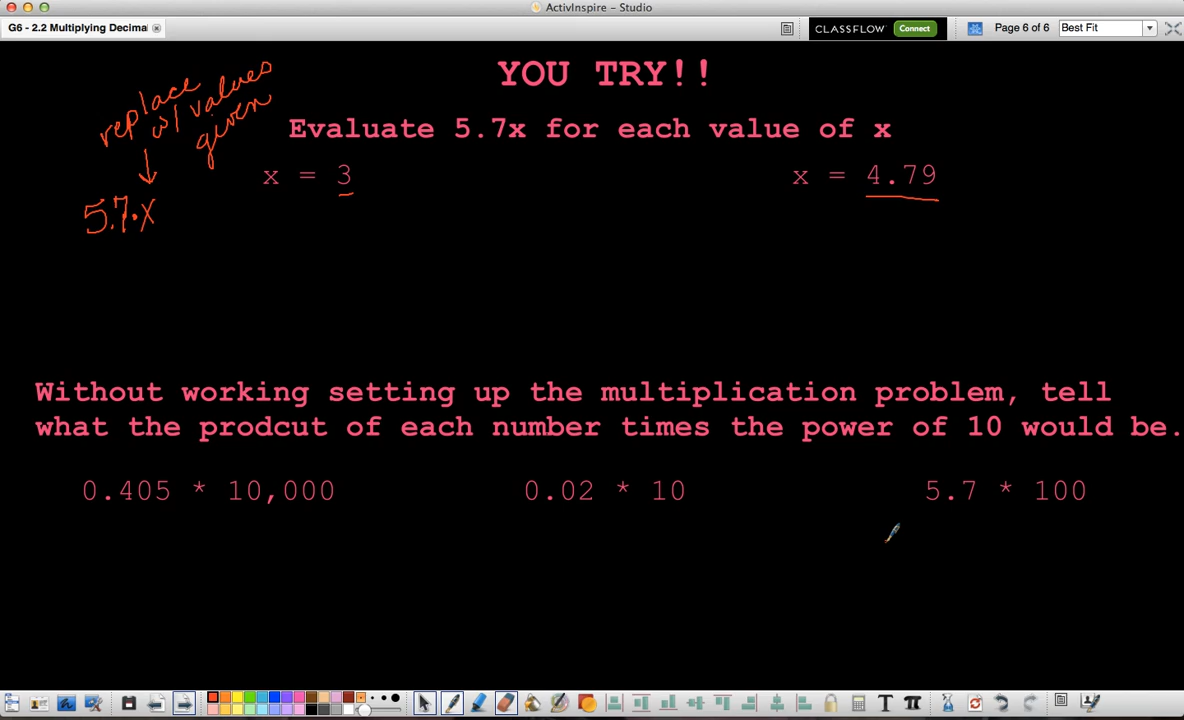 ActivInspire – Studio
G6 - 2.2 Multiplying Decima
CLASSFLOW Connect
Page 6 of 6
Best Fit
YOU TRY!!
replace
w/ values
given
Evaluate 5.7x for each value of x
x = 3
x = 4.79
5.7·x
Without working setting up the multiplication problem, tell
what the prodcut of each number times the power of 10 would be.
0.405 * 10,000
0.02 * 10
5.7 * 100